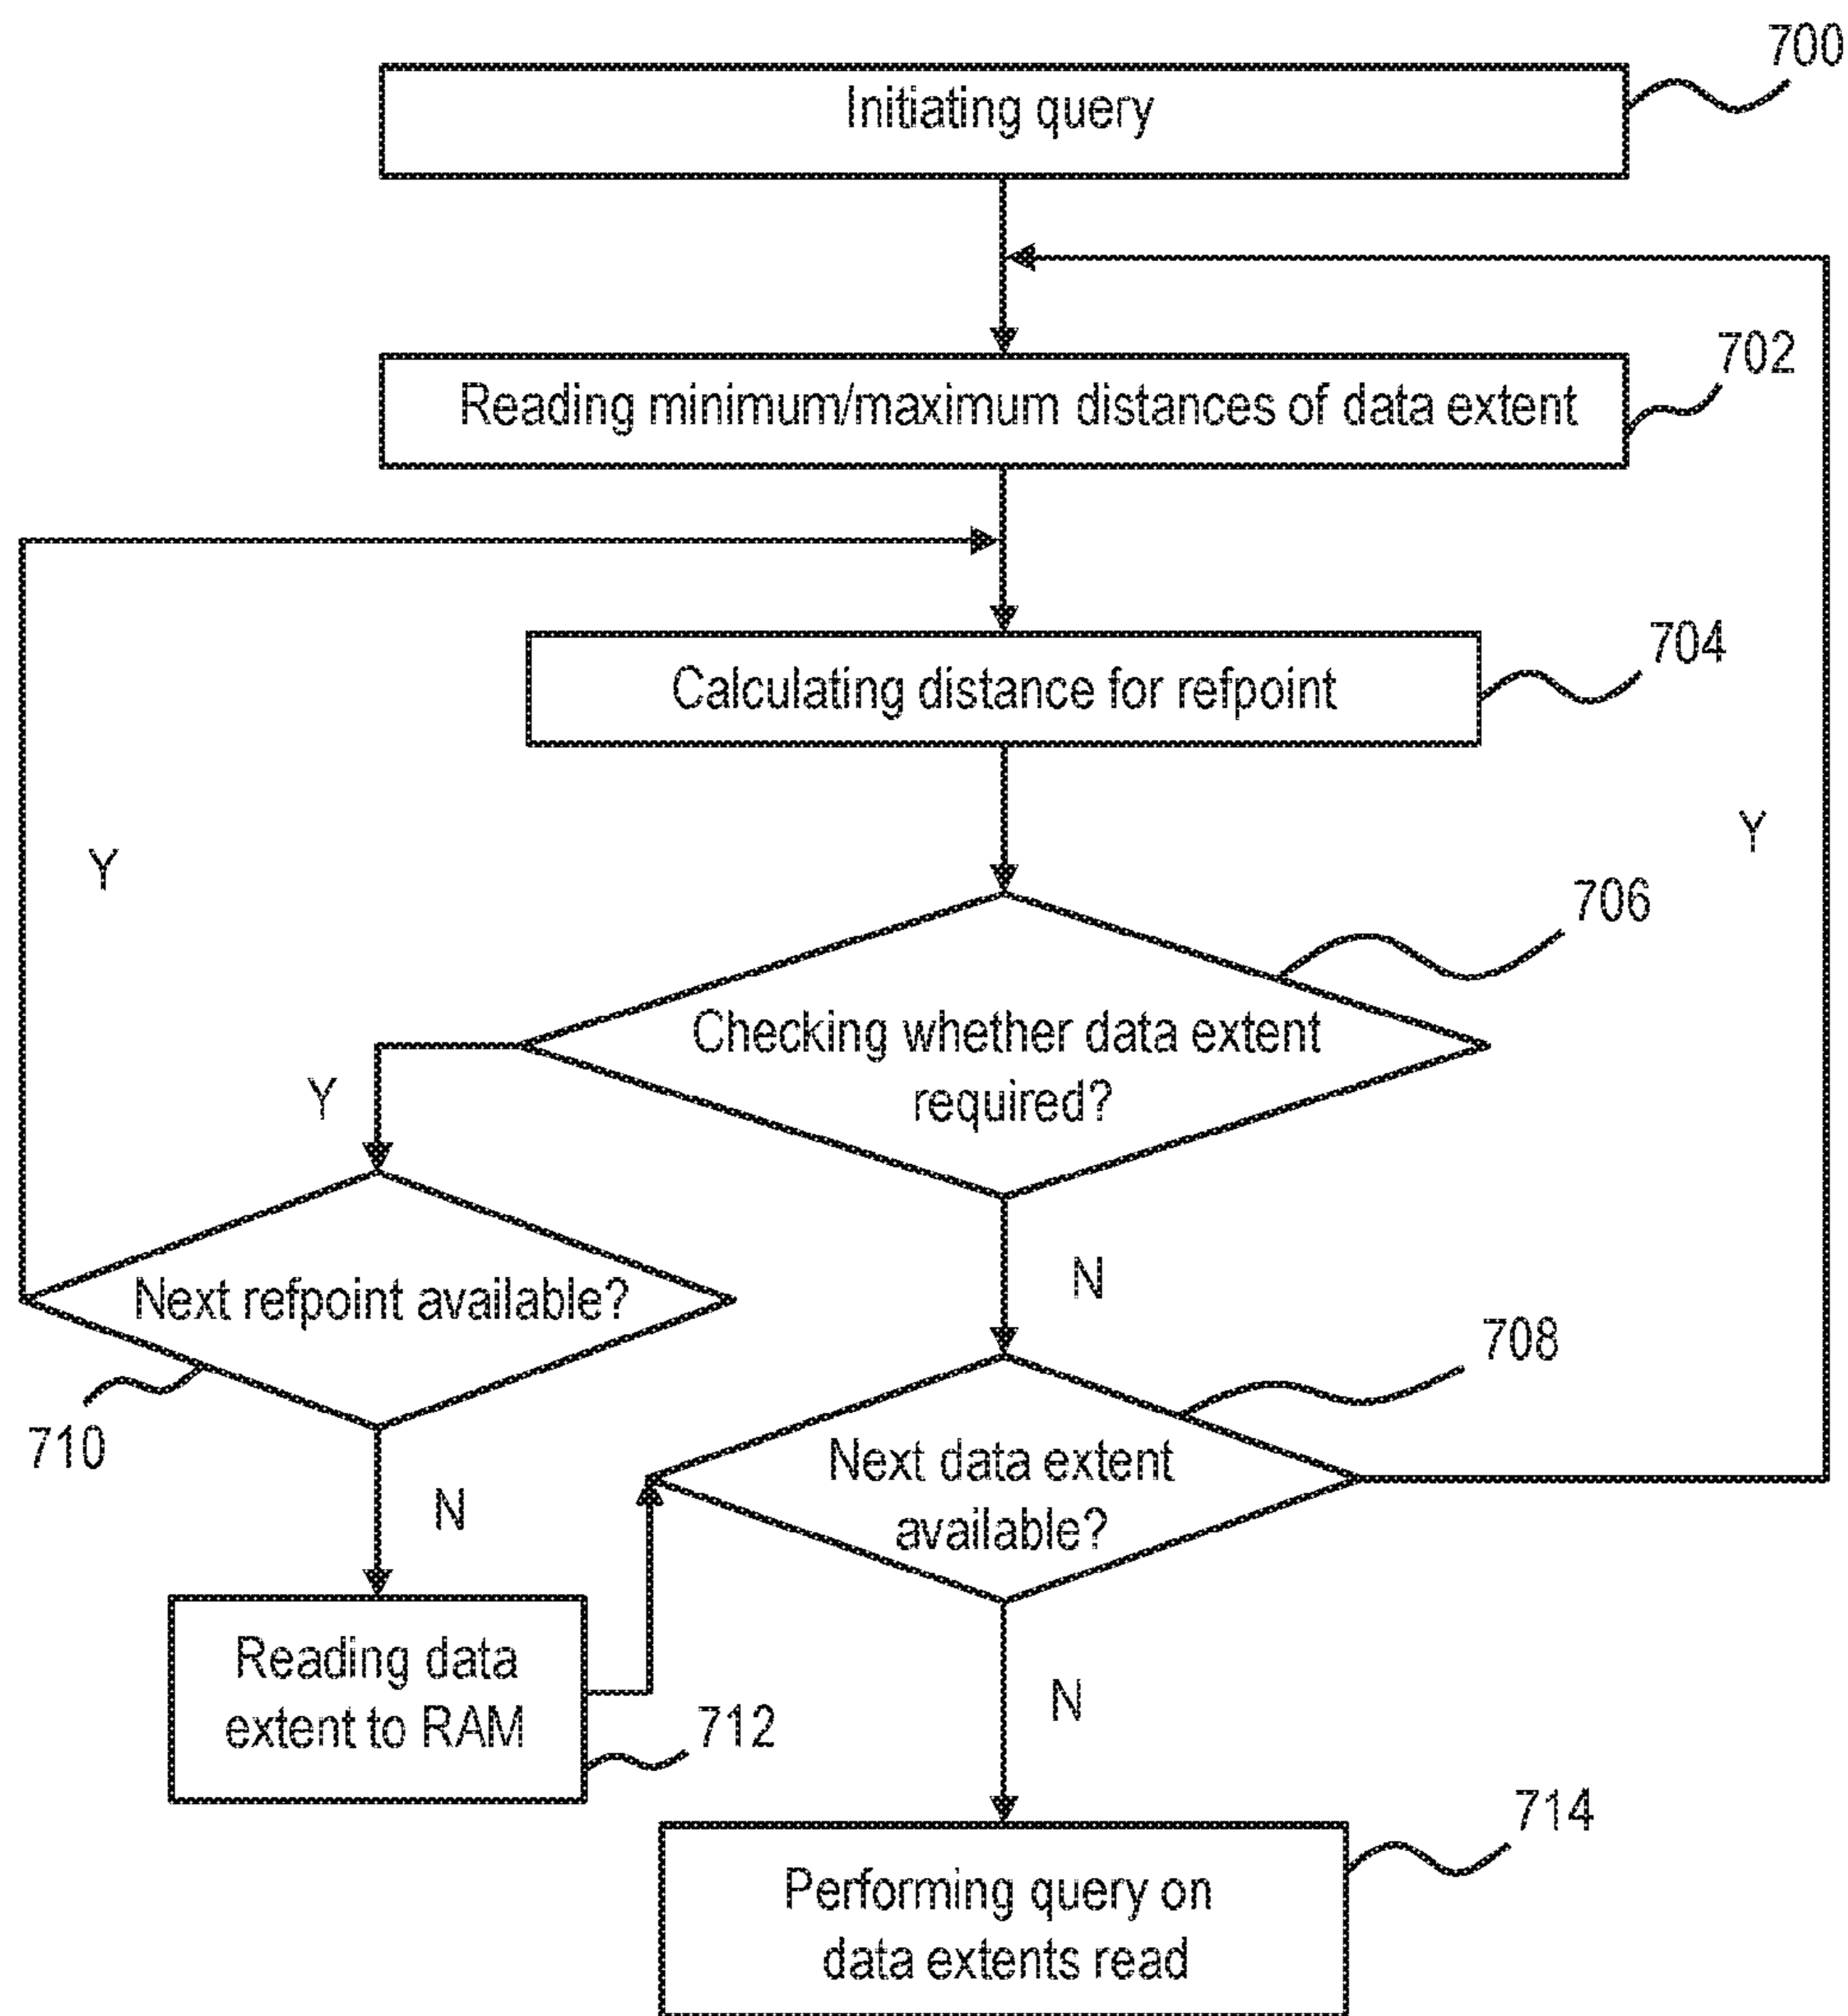 700
Initiating query
702
Reading minimum/maximum distances of data extent
704
Calculating distance for refpoint
Y
Y
706
Checking whether data extent
required?
Y
Next refpoint available?
N
708
710
Next data extent
available?
N
Reading data
extent to RAM
712
N
714
Performing query on
data extents read